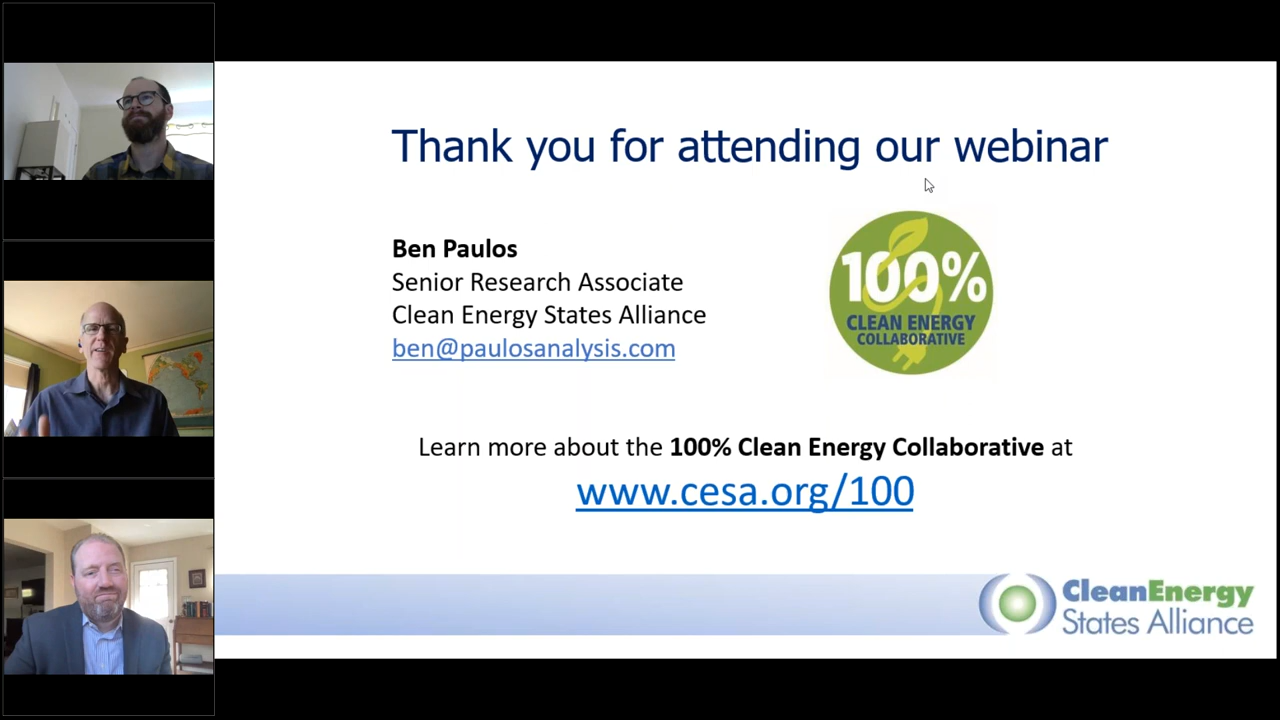 Thank you for attending our webinar
Ben Paulos
Senior Research Associate
Clean Energy States Alliance
ben@paulosanalysis.com
100%
CLEAN ENERGY
COLLABORATIVE
Learn more about the 100% Clean Energy Collaborative at
www.cesa.org/100
CleanEnergy
States Alliance